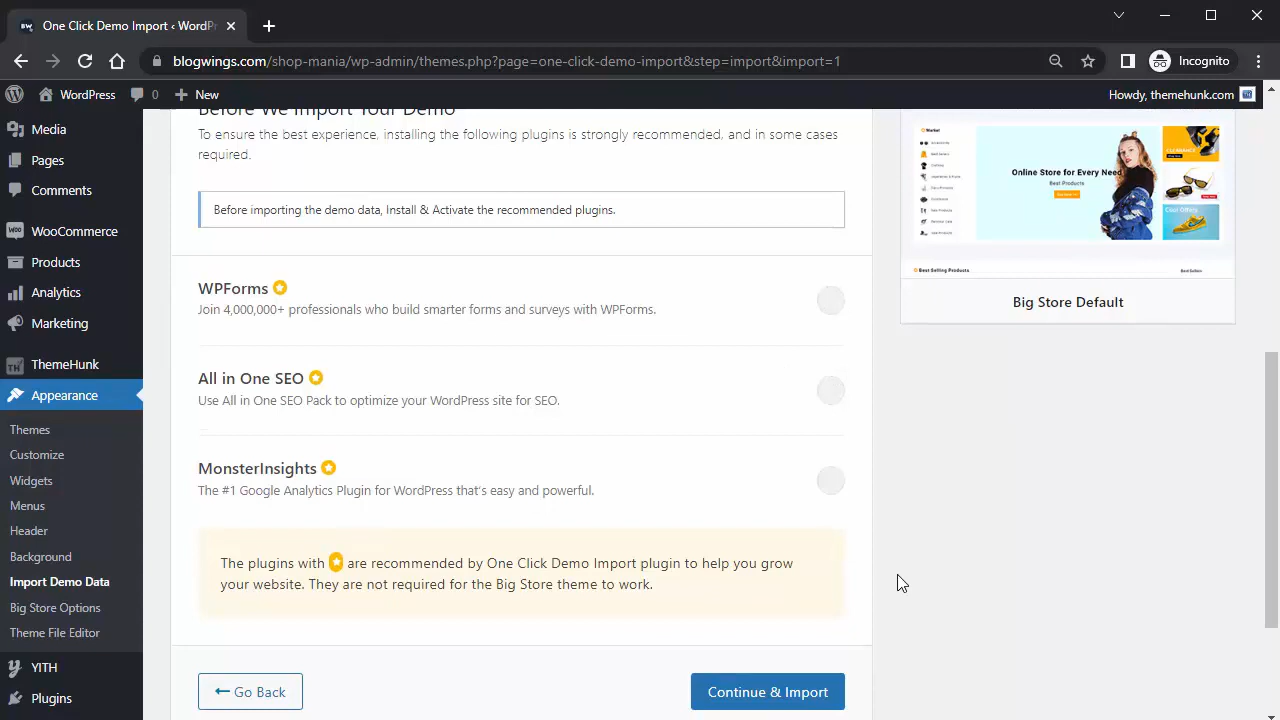 One Click Demo Import ‹ WordPr
blogwings.com/shop-mania/wp-admin/themes.php?page=one-click-demo-import&step=import&import=1
Incognito
WordPress
0
New
Howdy, themehunk.com
Media
Pages
Comments
WooCommerce
Products
Analytics
Marketing
ThemeHunk
Appearance
Themes
Customize
Widgets
Menus
Header
Background
Import Demo Data
Big Store Options
Theme File Editor
YITH
Plugins
Before We Import Your Demo
To ensure the best experience, installing the following plugins is strongly recommended, and in some cases
required.
importing the demo data, Install & Activate all recommended plugins.
WPForms
Join 4,000,000+ professionals who build smarter forms and surveys with WPForms.
All in One SEO
Use All in One SEO Pack to optimize your WordPress site for SEO.
MonsterInsights
The #1 Google Analytics Plugin for WordPress that's easy and powerful.
The plugins with are recommended by One Click Demo Import plugin to help you grow
your website. They are not required for the Big Store theme to work.
Go Back
Continue & Import
Online Store for Every Need
Best Products
CLEARANCE
Cool Offers
Best Selling Products
Big Store Default